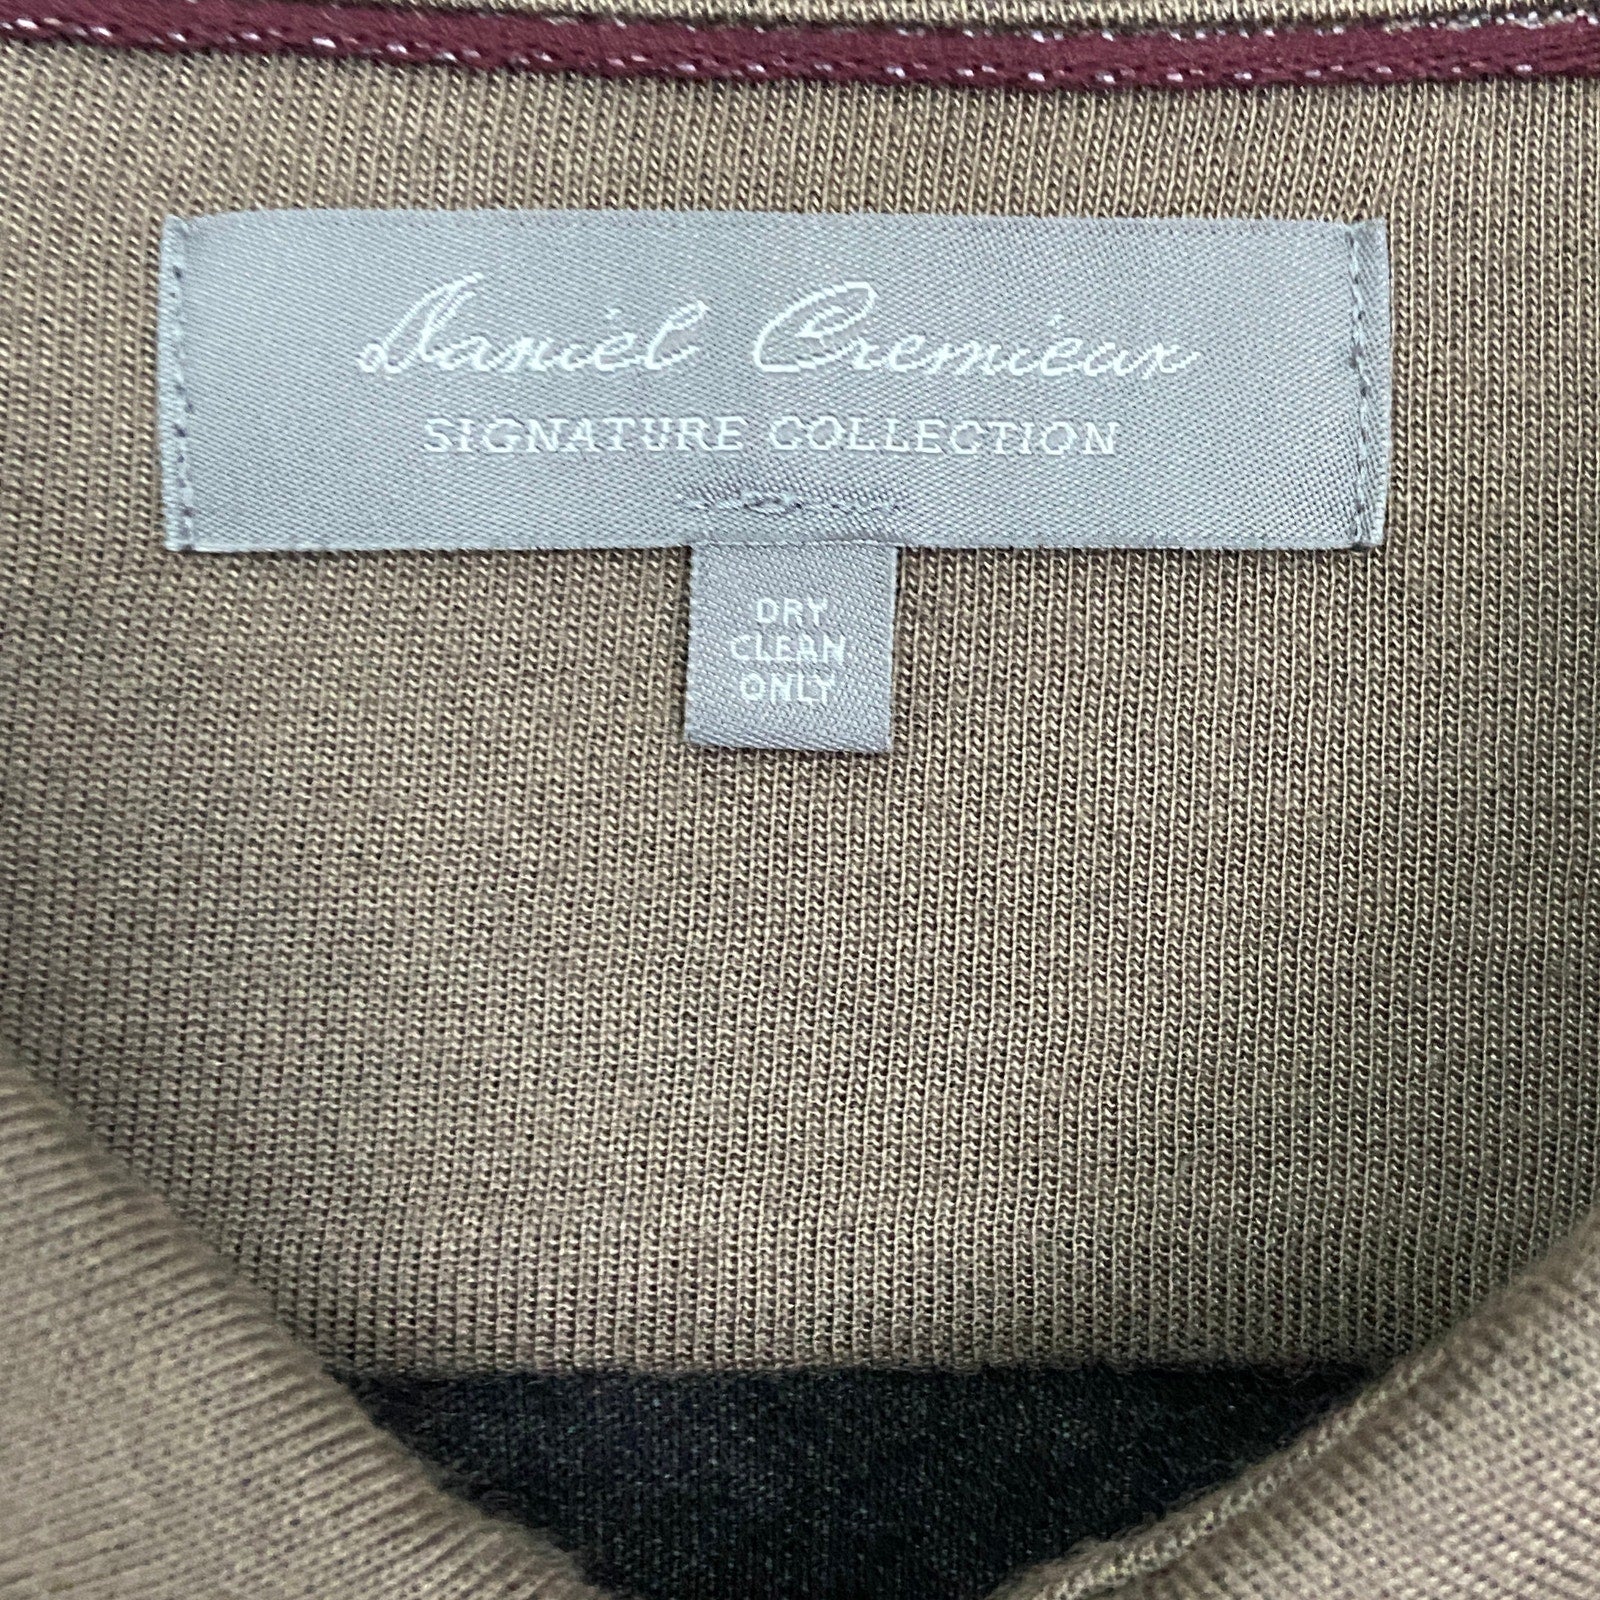 Daniel Cremieux
SIGNATURE COLLECTION
DRY
CLEAN
ONLY